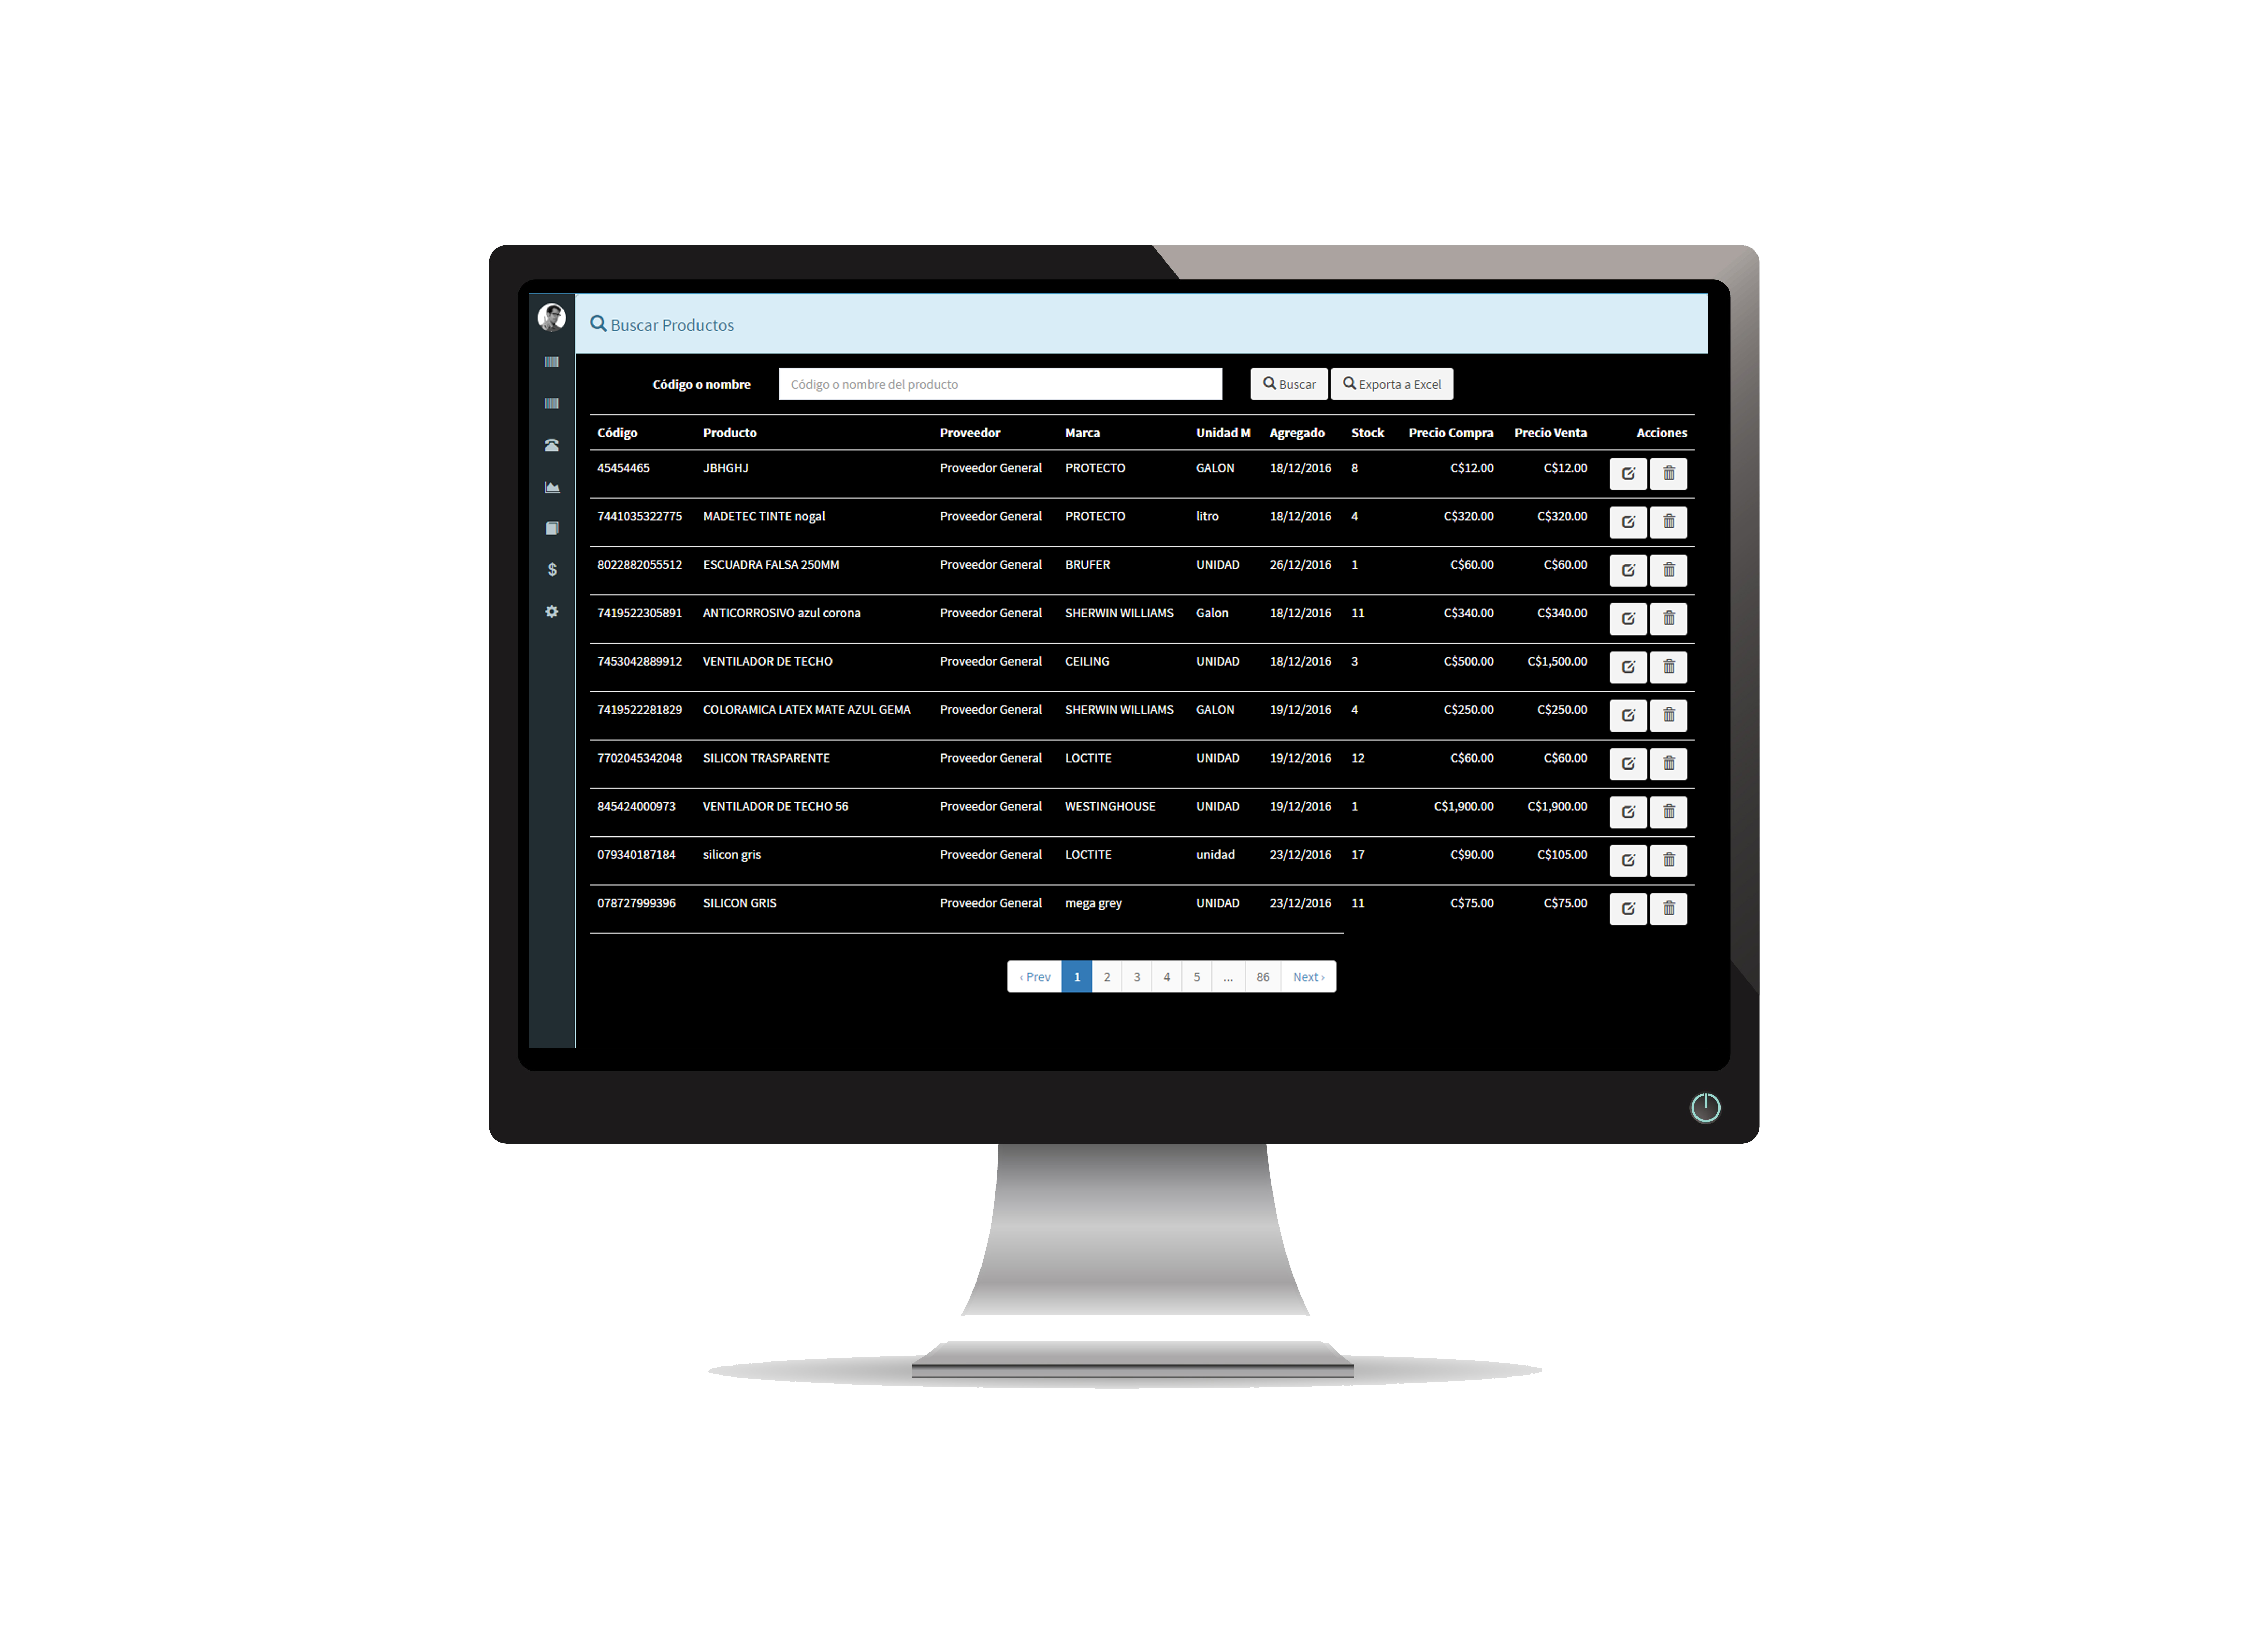 Buscar Productos
Código o nombre Código o nombre del producto Buscar Exporta a Excel
Código Producto Proveedor Marca Unidad M Agregado Stock Precio Compra Precio Venta Acciones
45454465 JBHGHJ Proveedor General PROTECTO GALON 18/12/2016 8 C$12.00 C$12.00
7441035322775 MADETEC TINTE nogal Proveedor General PROTECTO litro 18/12/2016 4 C$320.00 C$320.00
8022882055512 ESCUADRA FALSA 250MM Proveedor General BRUFER UNIDAD 26/12/2016 1 C$60.00 C$60.00
7419522305891 ANTICORROSIVO azul corona Proveedor General SHERWIN WILLIAMS Galon 18/12/2016 11 C$340.00 C$340.00
7453042889912 VENTILADOR DE TECHO Proveedor General CEILING UNIDAD 18/12/2016 3 C$500.00 C$1,500.00
7419522281829 COLORAMICA LATEX MATE AZUL GEMA Proveedor General SHERWIN WILLIAMS GALON 19/12/2016 4 C$250.00 C$250.00
7702045342048 SILICON TRASPARENTE Proveedor General LOCTITE UNIDAD 19/12/2016 12 C$60.00 C$60.00
845424000973 VENTILADOR DE TECHO 56 Proveedor General WESTINGHOUSE UNIDAD 19/12/2016 1 C$1,900.00 C$1,900.00
079340187184 silicon gris Proveedor General LOCTITE unidad 23/12/2016 17 C$90.00 C$105.00
078727999396 SILICON GRIS Proveedor General mega grey UNIDAD 23/12/2016 11 C$75.00 C$75.00
‹ Prev 1 2 3 4 5 ... 86 Next ›